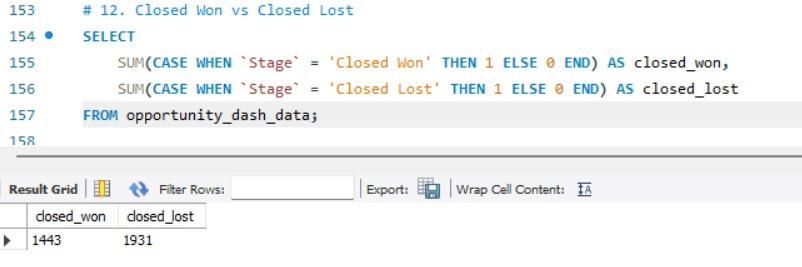 153 # 12. Closed Won vs Closed Lost
154 SELECT
155 SUM(CASE WHEN `Stage` = 'Closed Won' THEN 1 ELSE 0 END) AS closed_won,
156 SUM(CASE WHEN `Stage` = 'Closed Lost' THEN 1 ELSE 0 END) AS closed_lost
157 FROM opportunity_dash_data;
158
Result Grid Filter Rows: Export: Wrap Cell Content: IA
closed_won closed_lost
1443 1931